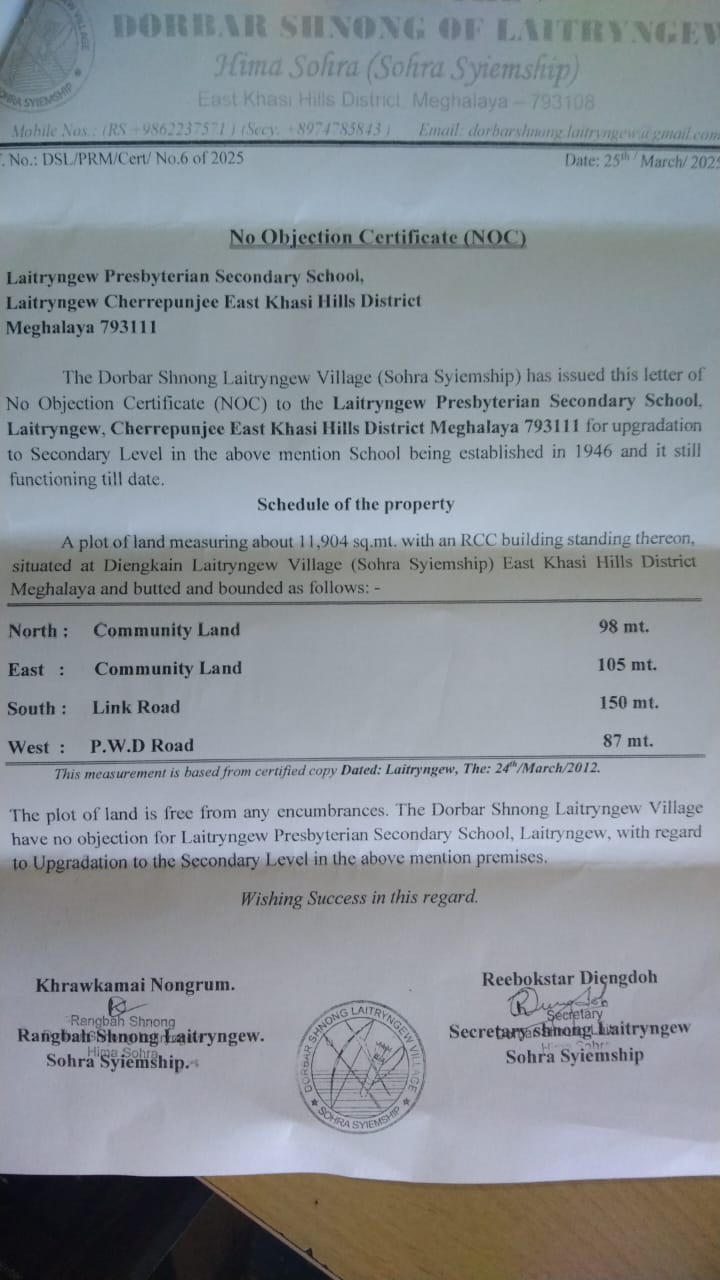 DORBAR SHNONG OF LAITRYNGEW
Hima Sohra (Sohra Syiemship)
East Khasi Hills District, Meghalaya – 793108
Mobile Nos.: (RS +9862237571) (Secy. +8974785843) Email: dorbarshnong.laitryngew@gmail.com
. No.: DSL/PRM/Cert/ No.6 of 2025 Date: 25th / March/ 2025
No Objection Certificate (NOC)
Laitryngew Presbyterian Secondary School,
Laitryngew Cherrepunjee East Khasi Hills District
Meghalaya 793111
The Dorbar Shnong Laitryngew Village (Sohra Syiemship) has issued this letter of
No Objection Certificate (NOC) to the Laitryngew Presbyterian Secondary School,
Laitryngew, Cherrepunjee East Khasi Hills District Meghalaya 793111 for upgradation
to Secondary Level in the above mention School being established in 1946 and it still
functioning till date.
Schedule of the property
A plot of land measuring about 11,904 sq.mt. with an RCC building standing thereon,
situated at Diengkain Laitryngew Village (Sohra Syiemship) East Khasi Hills District
Meghalaya and butted and bounded as follows: -
North : Community Land 98 mt.
East : Community Land 105 mt.
South : Link Road 150 mt.
West : P.W.D Road 87 mt.
This measurement is based from certified copy Dated: Laitryngew, The: 24th/March/2012.
The plot of land is free from any encumbrances. The Dorbar Shnong Laitryngew Village
have no objection for Laitryngew Presbyterian Secondary School, Laitryngew, with regard
to Upgradation to the Secondary Level in the above mention premises.
Wishing Success in this regard.
Khrawkamai Nongrum.
Rangbah Shnong
Rangbah Shnong Laitryngew.
Hima Sohra
Sohra Syiemship.
DORBAR SHNONG LAITRYNGEW VILLAGE
SOHRA SYIEMSHIP
Reebokstar Diengdoh
Secretary
Secretary shnong Laitryngew
Sohra Syiemship